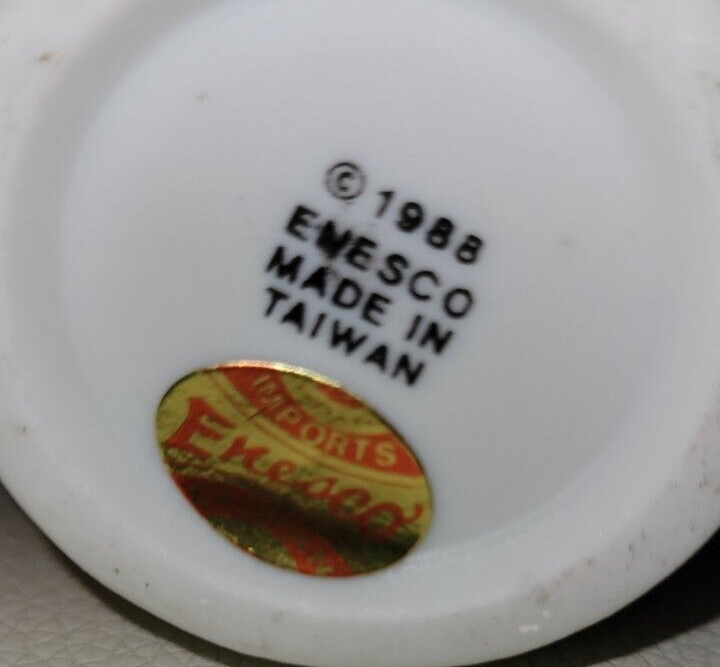 © 1988
ENESCO
MADE IN
TAIWAN
IMPORTS
Enesco